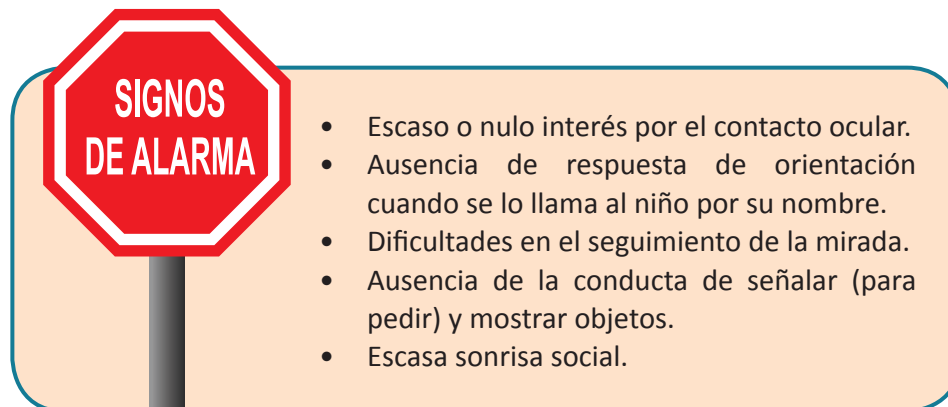 SIGNOS
DE ALARMA
• Escaso o nulo interés por el contacto ocular.
• Ausencia de respuesta de orientación
cuando se lo llama al niño por su nombre.
• Dificultades en el seguimiento de la mirada.
• Ausencia de la conducta de señalar (para
pedir) y mostrar objetos.
• Escasa sonrisa social.